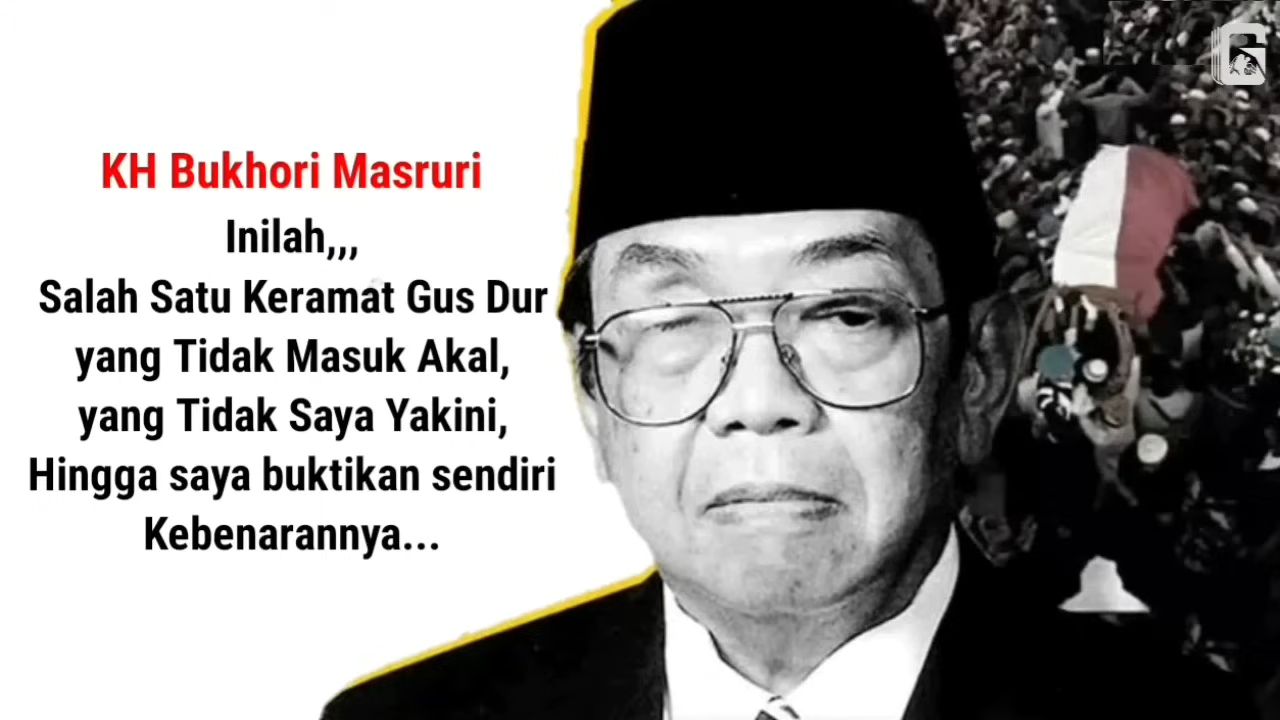 KH Bukhori Masruri
Inilah,,,
Salah Satu Keramat Gus Dur
yang Tidak Masuk Akal,
yang Tidak Saya Yakini,
Hingga saya buktikan sendiri
Kebenarannya...
G